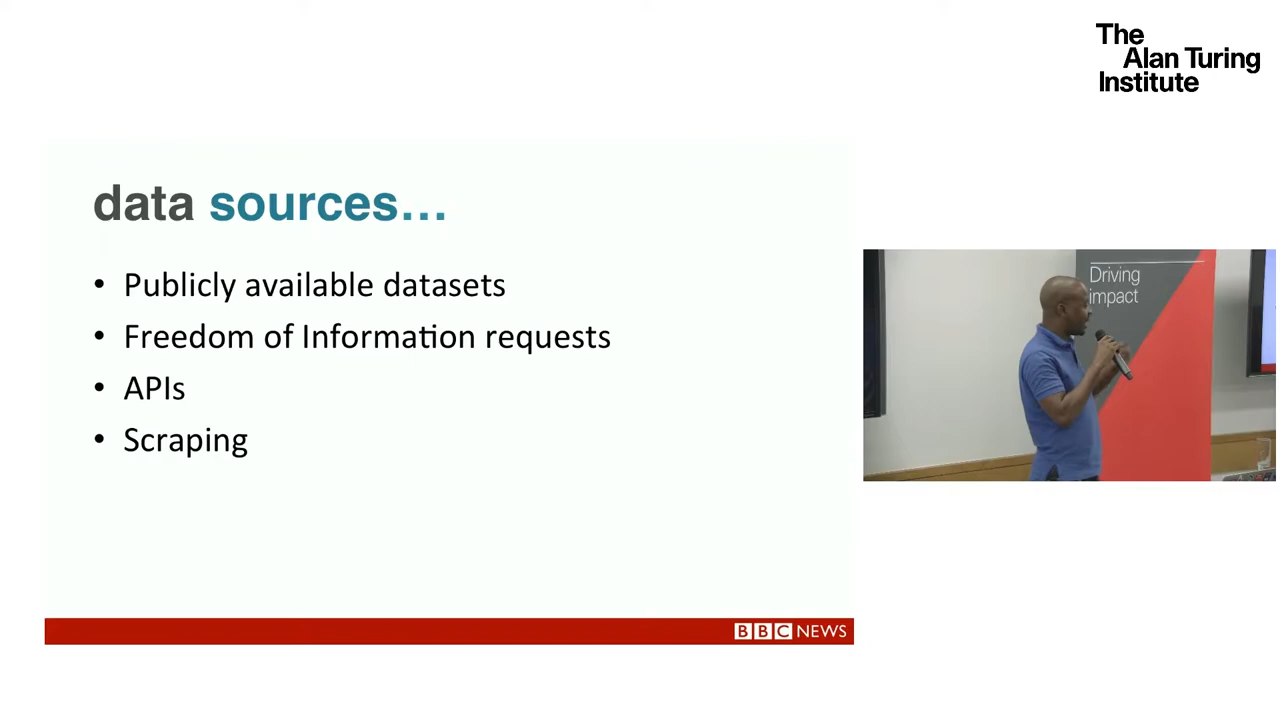 The
Alan Turing
Institute
data sources...
• Publicly available datasets
• Freedom of Information requests
• APIs
• Scraping
Driving
impact
BBC NEWS